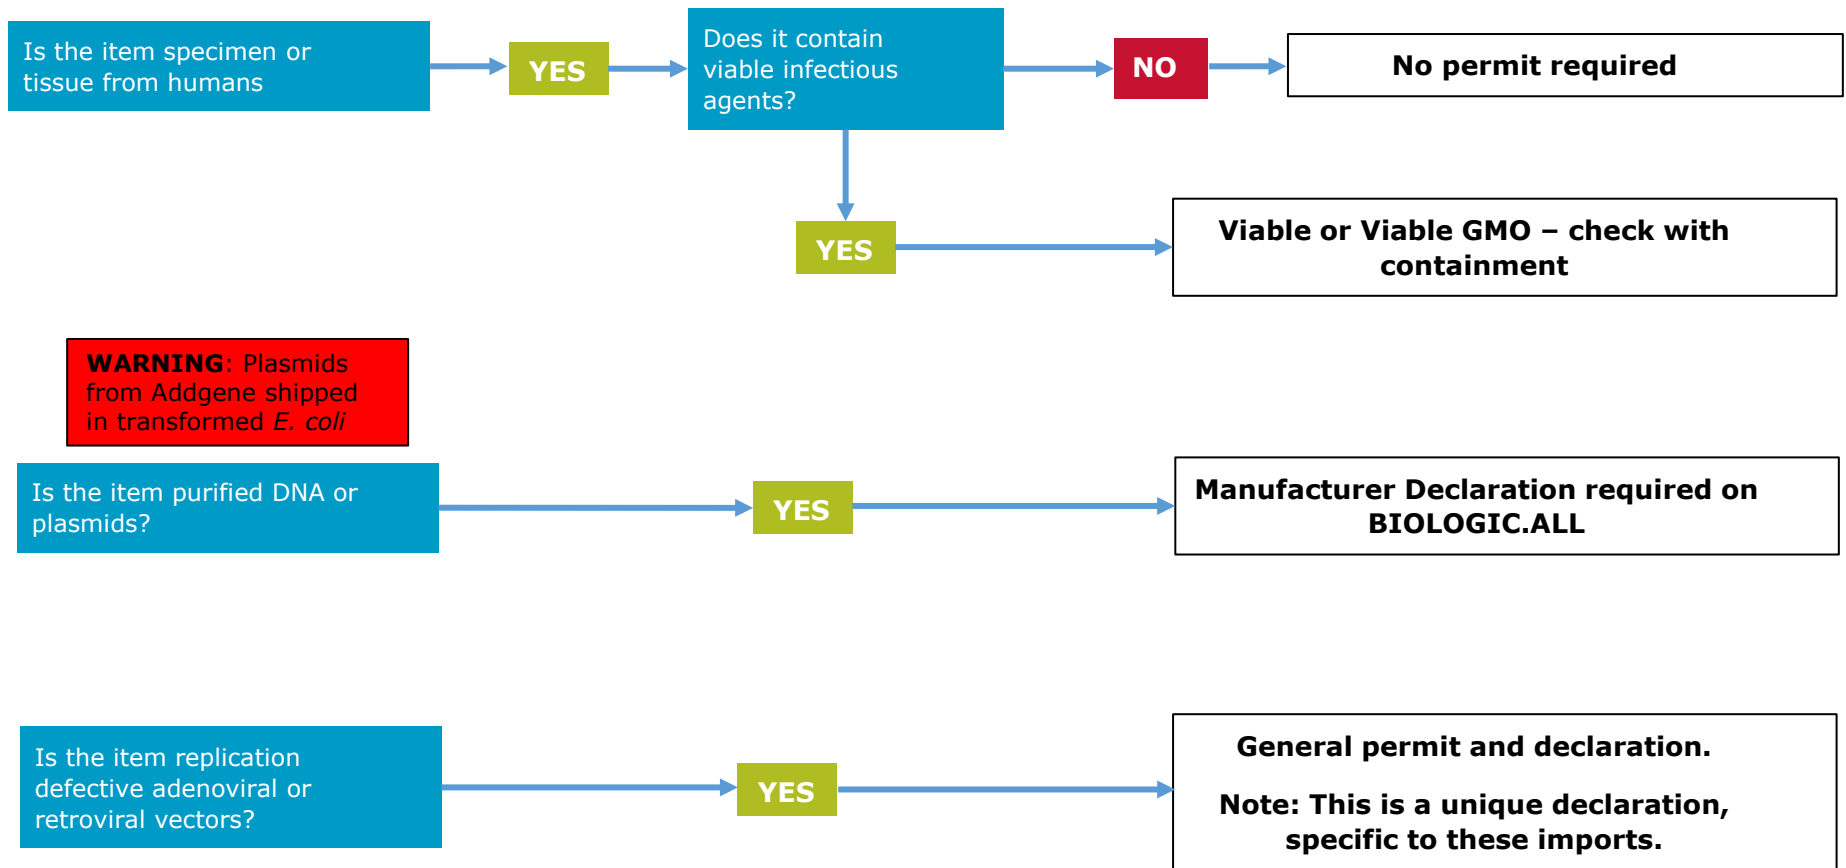 Is the item specimen or
tissue from humans
YES
Does it contain
viable infectious
agents?
NO
No permit required
YES
Viable or Viable GMO – check with
containment
WARNING: Plasmids
from Addgene shipped
in transformed E. coli
Is the item purified DNA or
plasmids?
YES
Manufacturer Declaration required on
BIOLOGIC.ALL
Is the item replication
defective adenoviral or
retroviral vectors?
YES
General permit and declaration.
Note: This is a unique declaration,
specific to these imports.